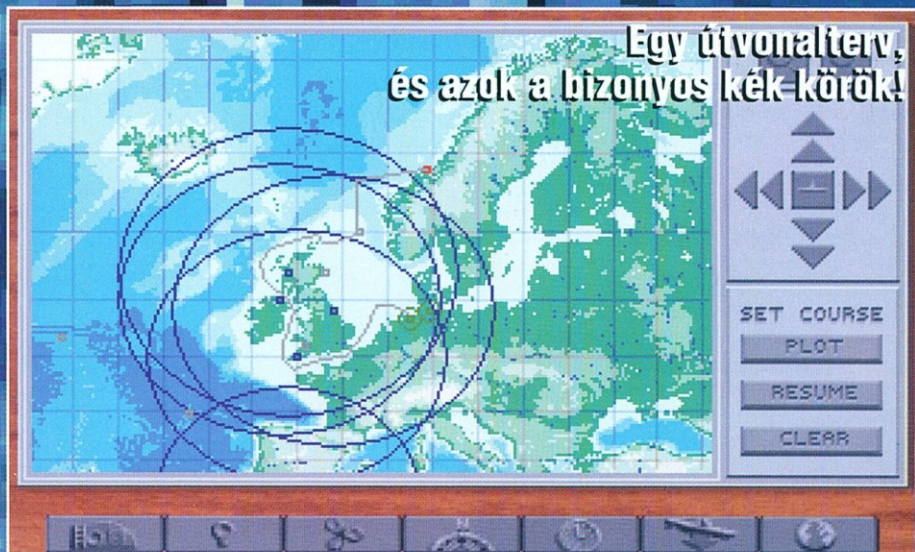 Egy útvonalterv,
és azok a bizonyos kék körök!
SET COURSE
PLOT
RESUME
CLEAR